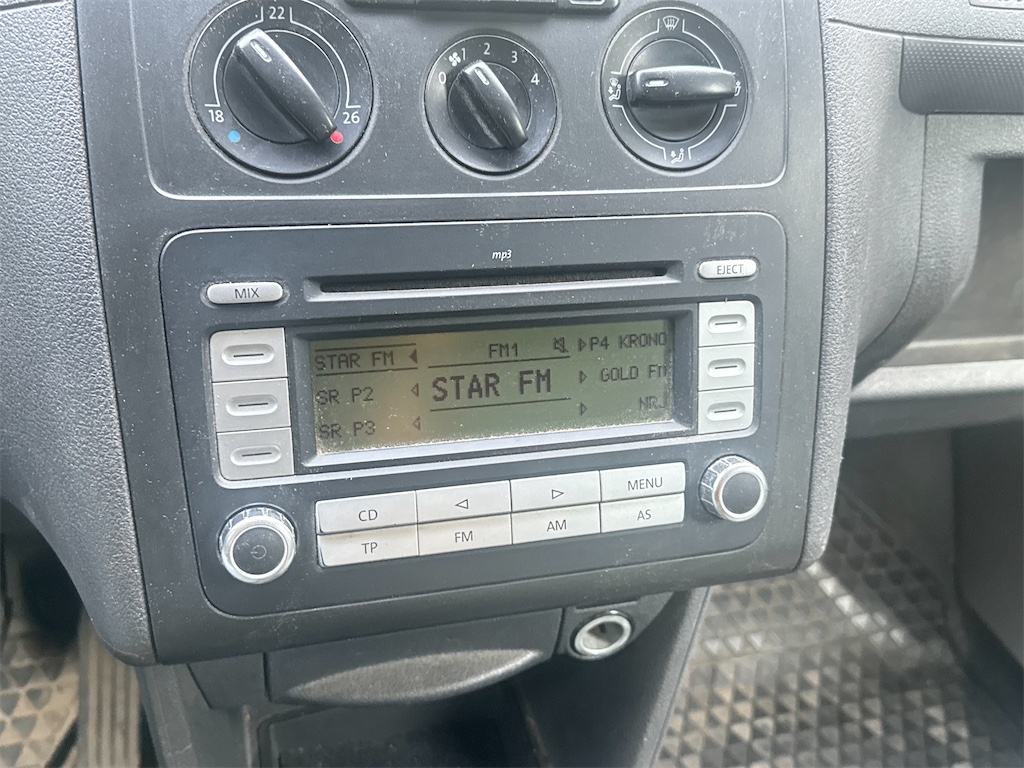 22
18 26
0 1 2 3 4
mp3
MIX EJECT
STAR FM FM1 P4 KRONO
SR P2 STAR FM GOLD FM
SR P3 NRJ
CD MENU
TP FM AM AS